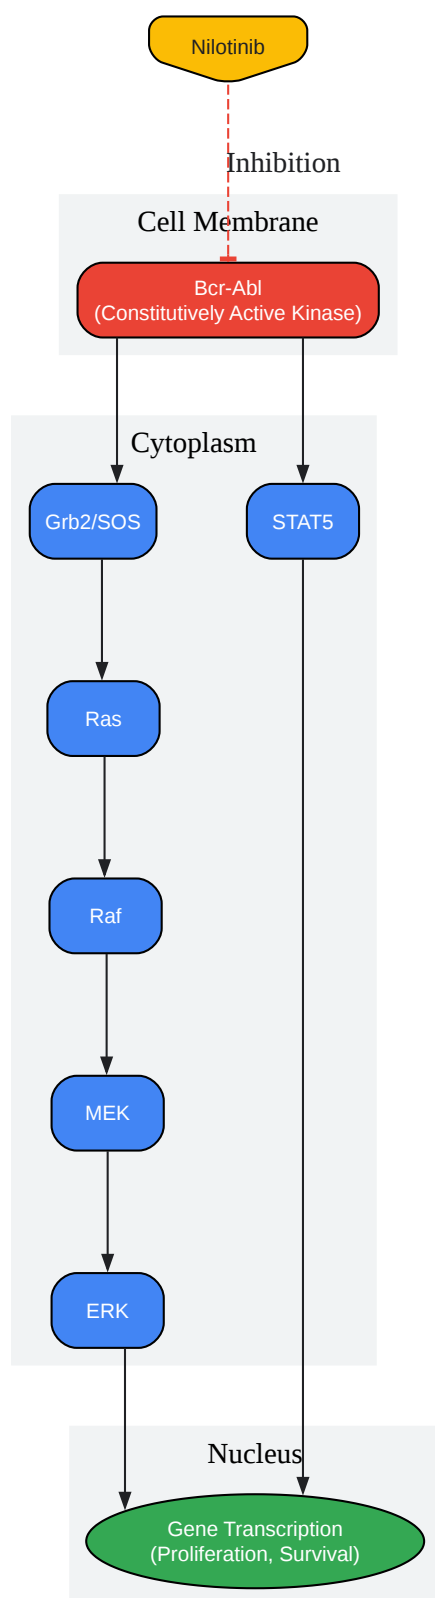 Nilotinib
Inhibition
Cell Membrane
Bcr-Abl
(Constitutively Active Kinase)
Cytoplasm
Grb2/SOS
STAT5
Ras
Raf
MEK
ERK
Nucleus
Gene Transcription
(Proliferation, Survival)